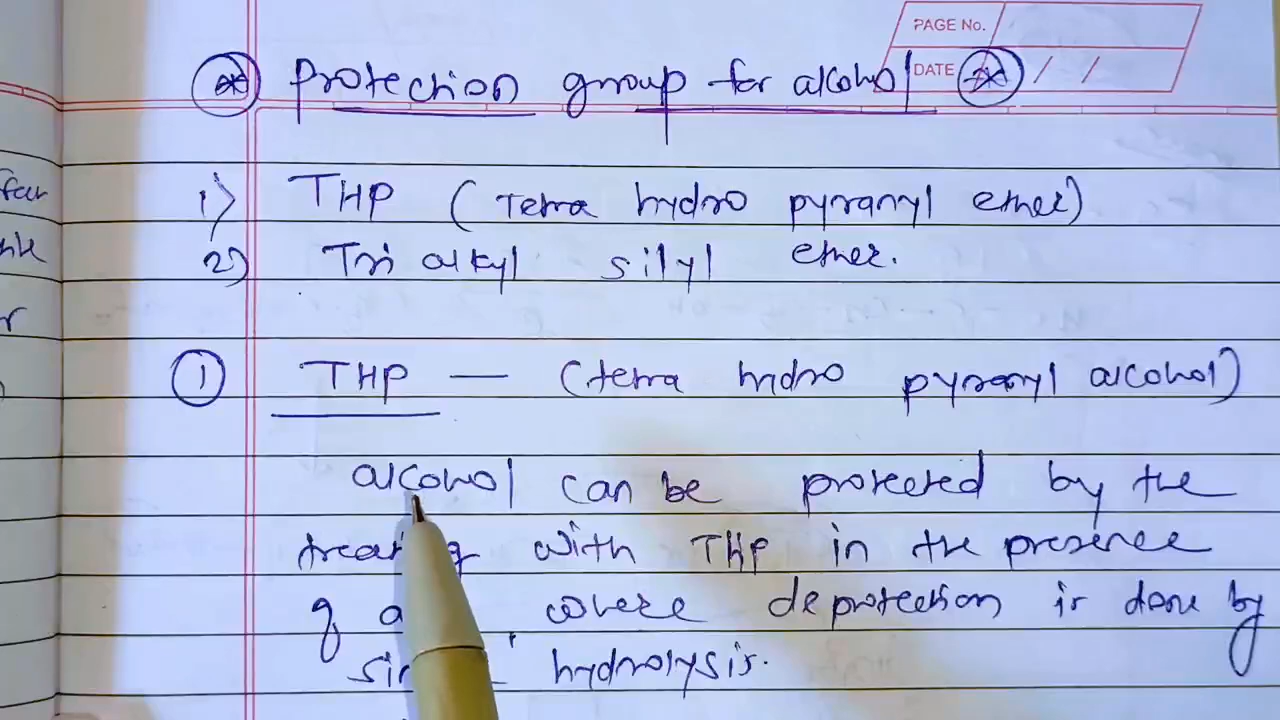 PAGE No.
DATE / /
Protection group for alcohol
1) THP (Tetra hydro pyranyl ether)
2) Tri alkyl silyl ether.
1 THP — (tetra hydro pyranyl alcohol)
alcohol can be protected by the
with THP in the presence
where deprotection is done by
hydrolysis.
far
r